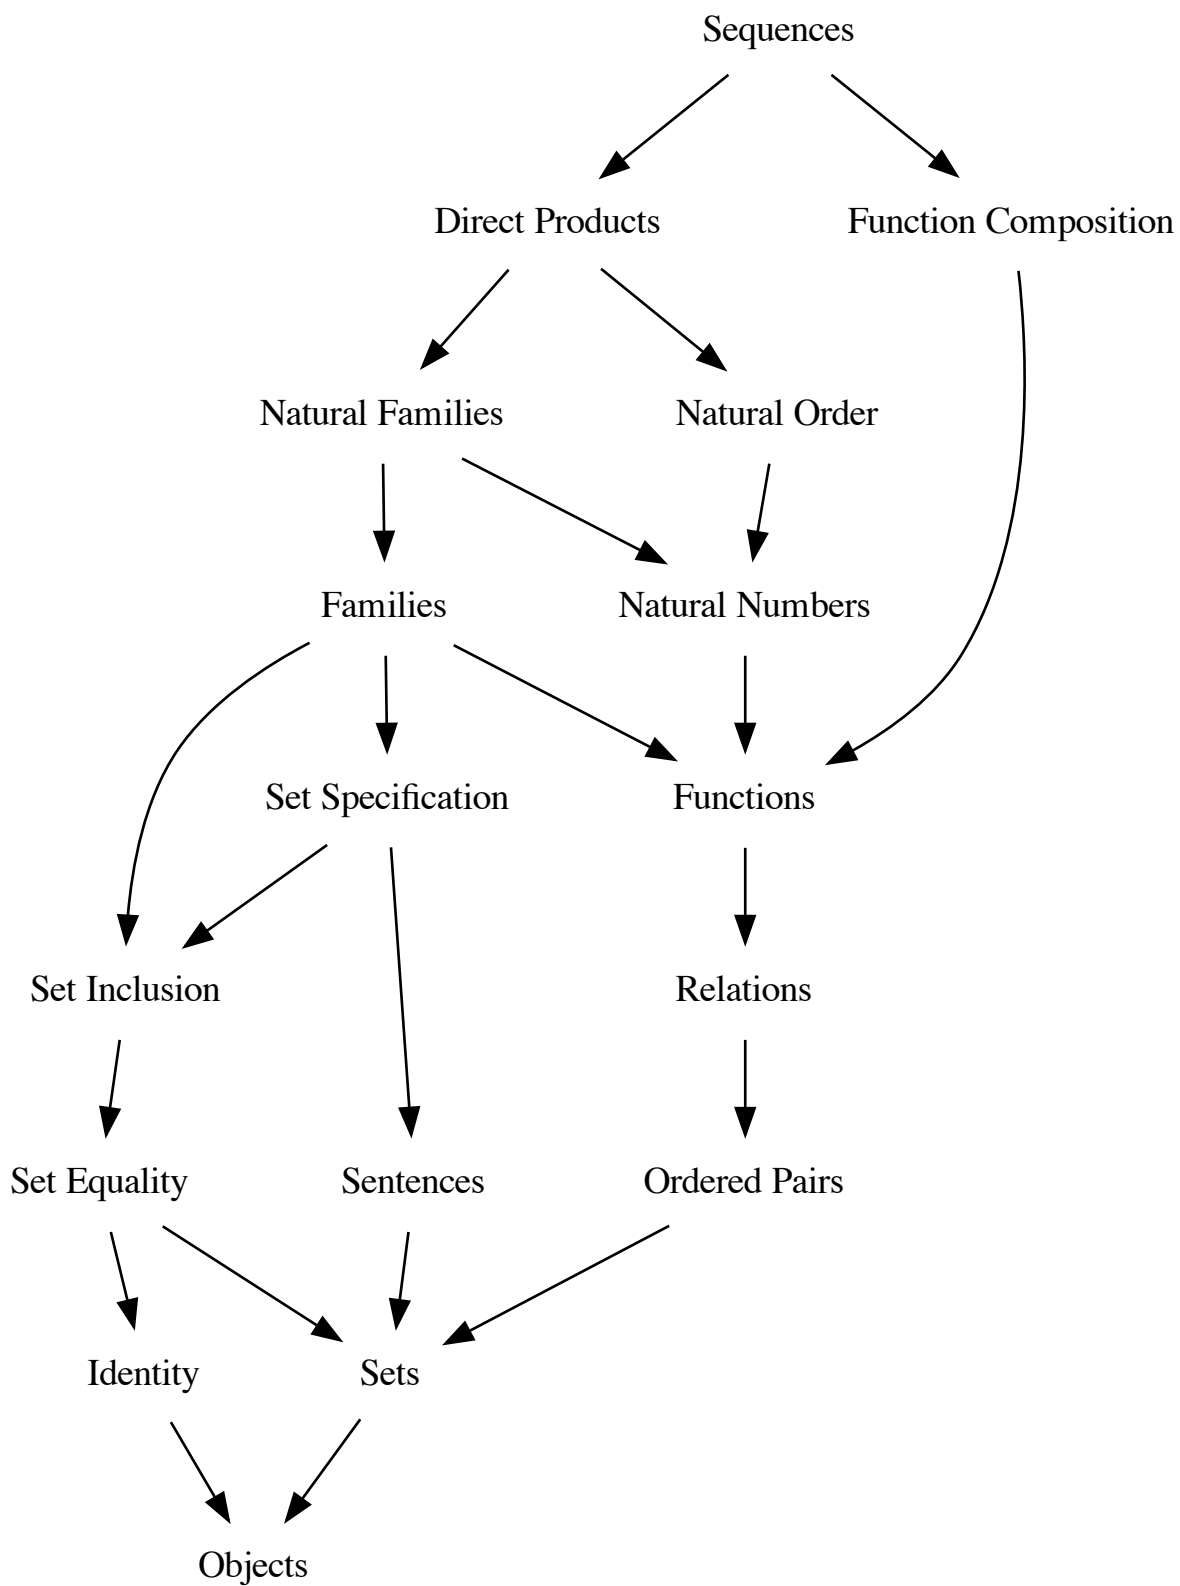 Sequences
Direct Products
Function Composition
Natural Families
Natural Order
Families
Natural Numbers
Set Specification
Functions
Set Inclusion
Relations
Set Equality
Sentences
Ordered Pairs
Identity
Sets
Objects